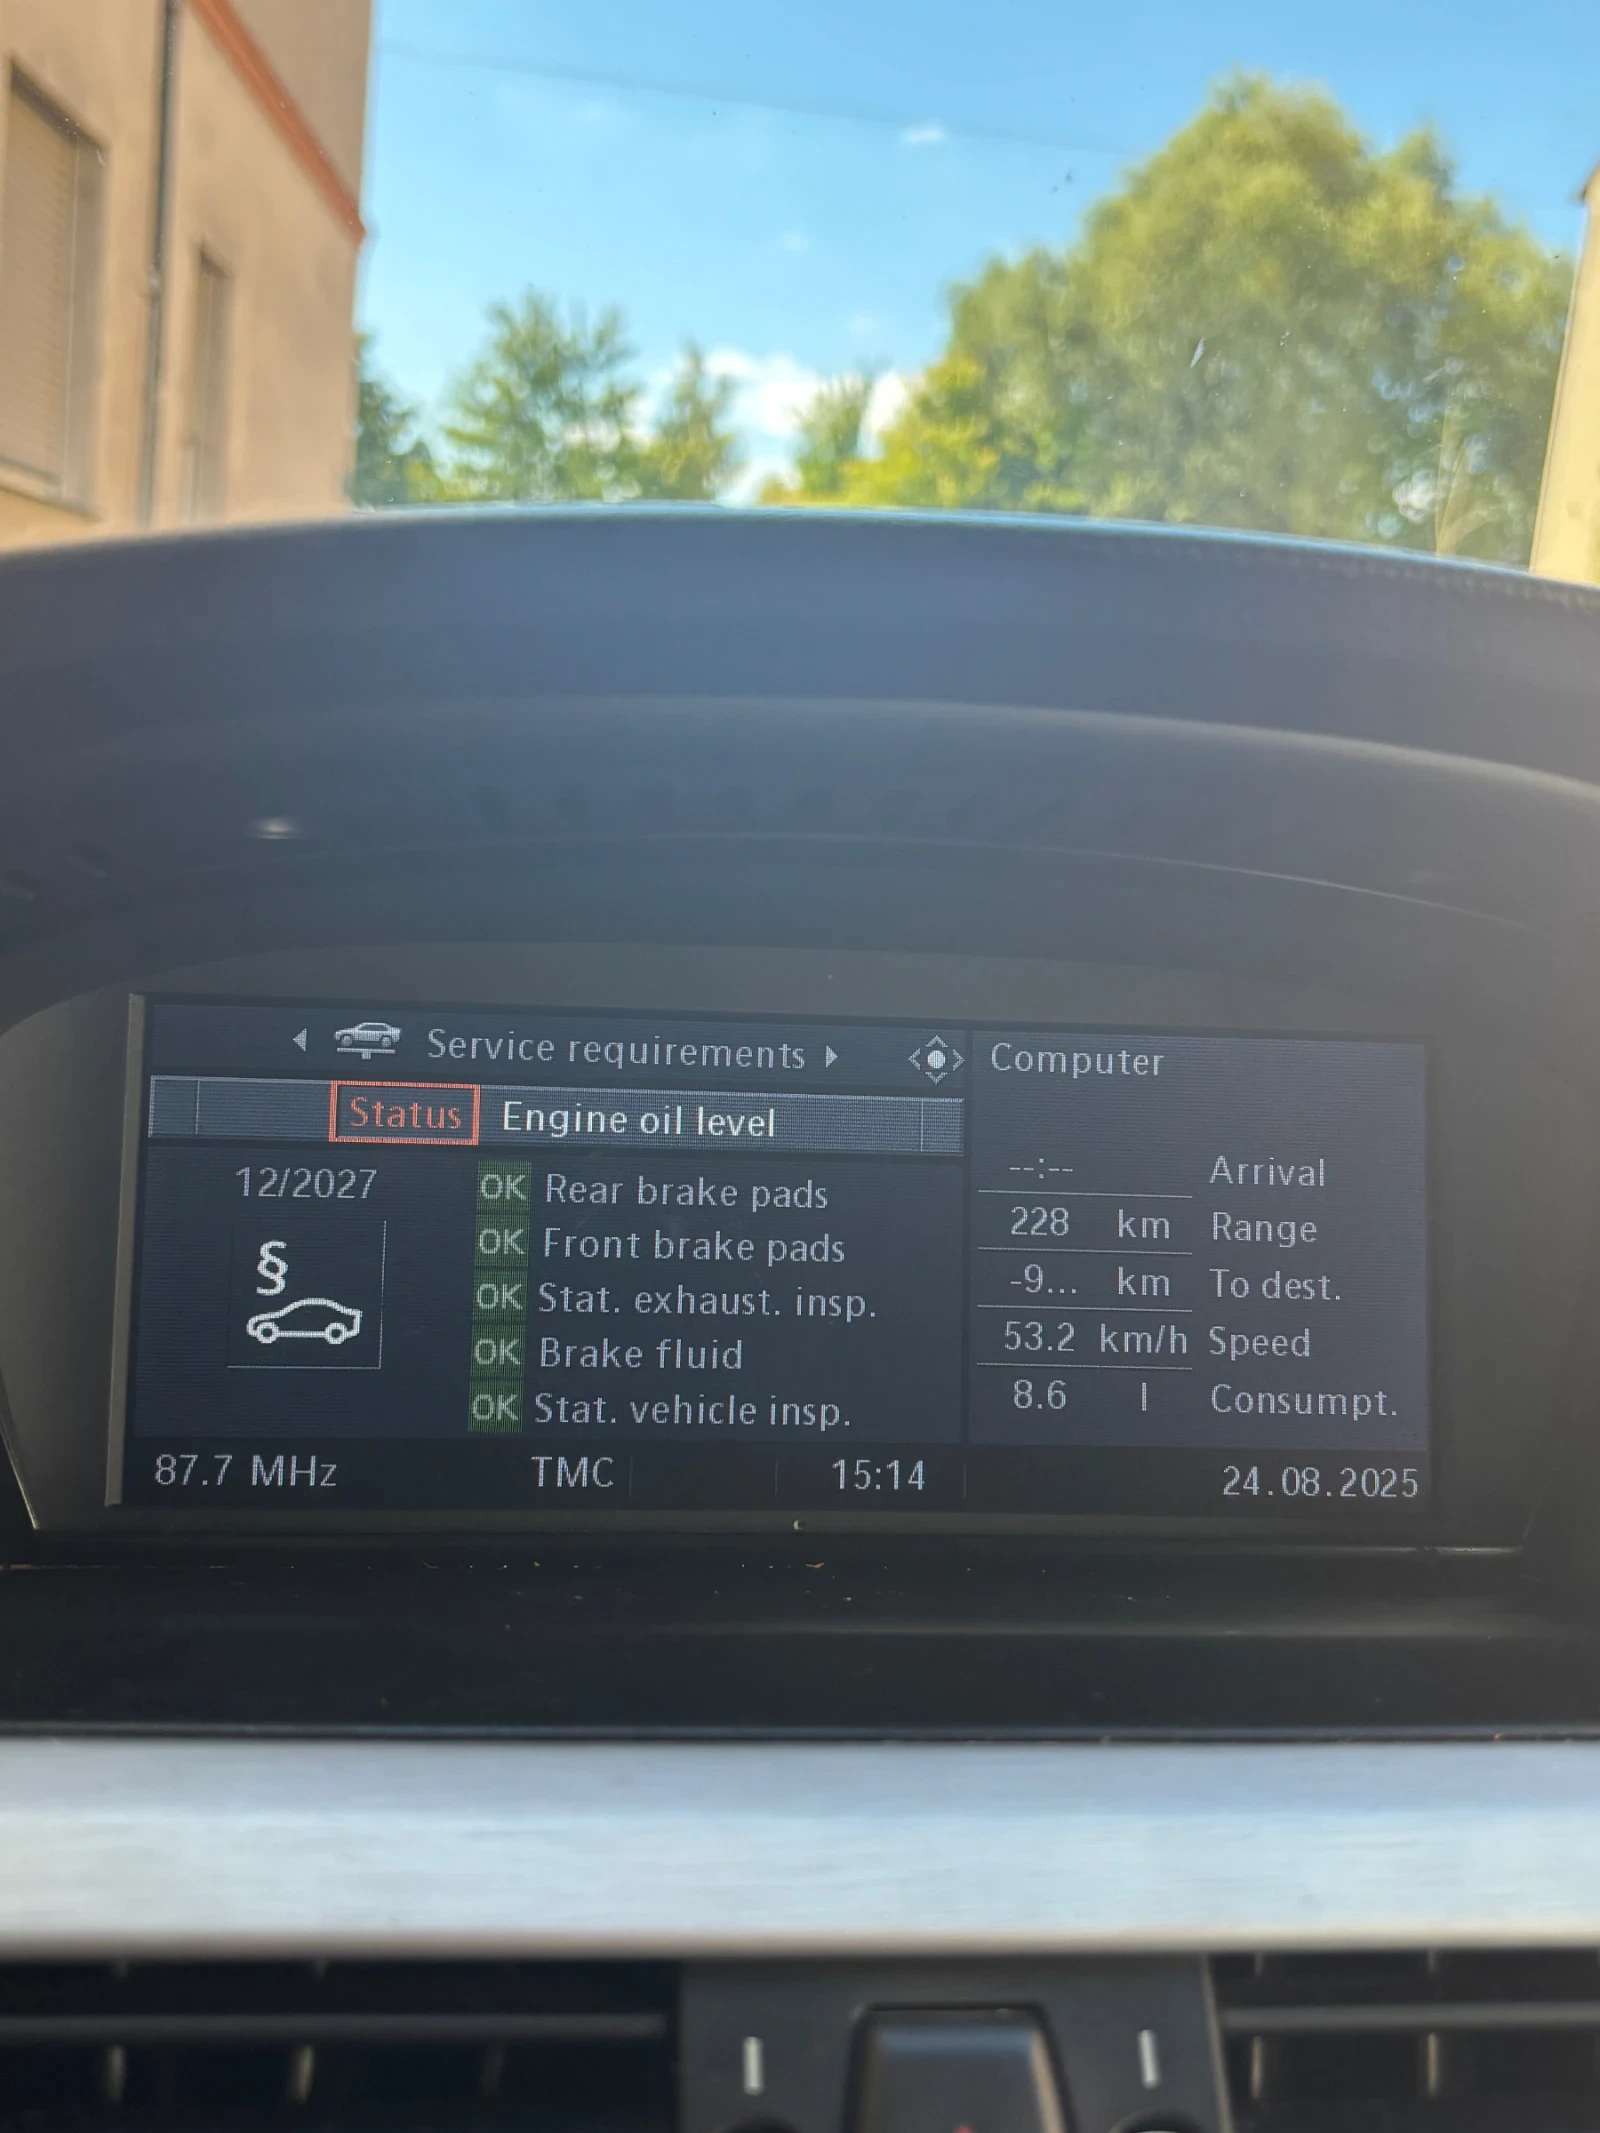 Service requirements
Status Engine oil level
12/2027
§
OK Rear brake pads
OK Front brake pads
OK Stat. exhaust. insp.
OK Brake fluid
OK Stat. vehicle insp.
Computer
--:-- Arrival
228 km Range
-9... km To dest.
53.2 km/h Speed
8.6 l Consumpt.
87.7 MHz TMC 15:14 24.08.2025